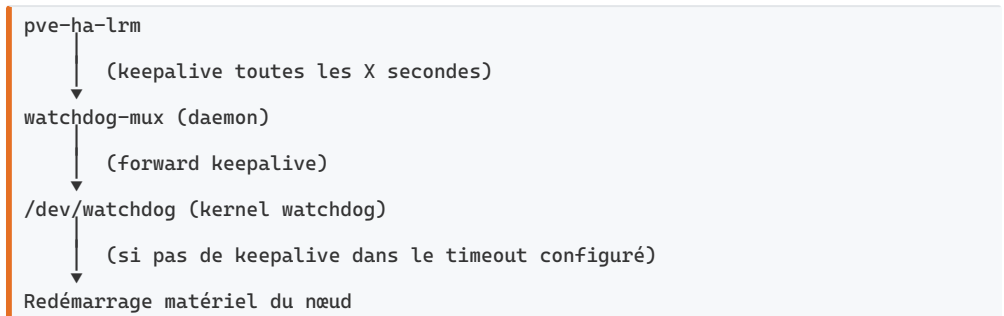 pve-ha-lrm
(keepalive toutes les X secondes)
watchdog-mux (daemon)
(forward keepalive)
/dev/watchdog (kernel watchdog)
(si pas de keepalive dans le timeout configuré)
Redémarrage matériel du nœud